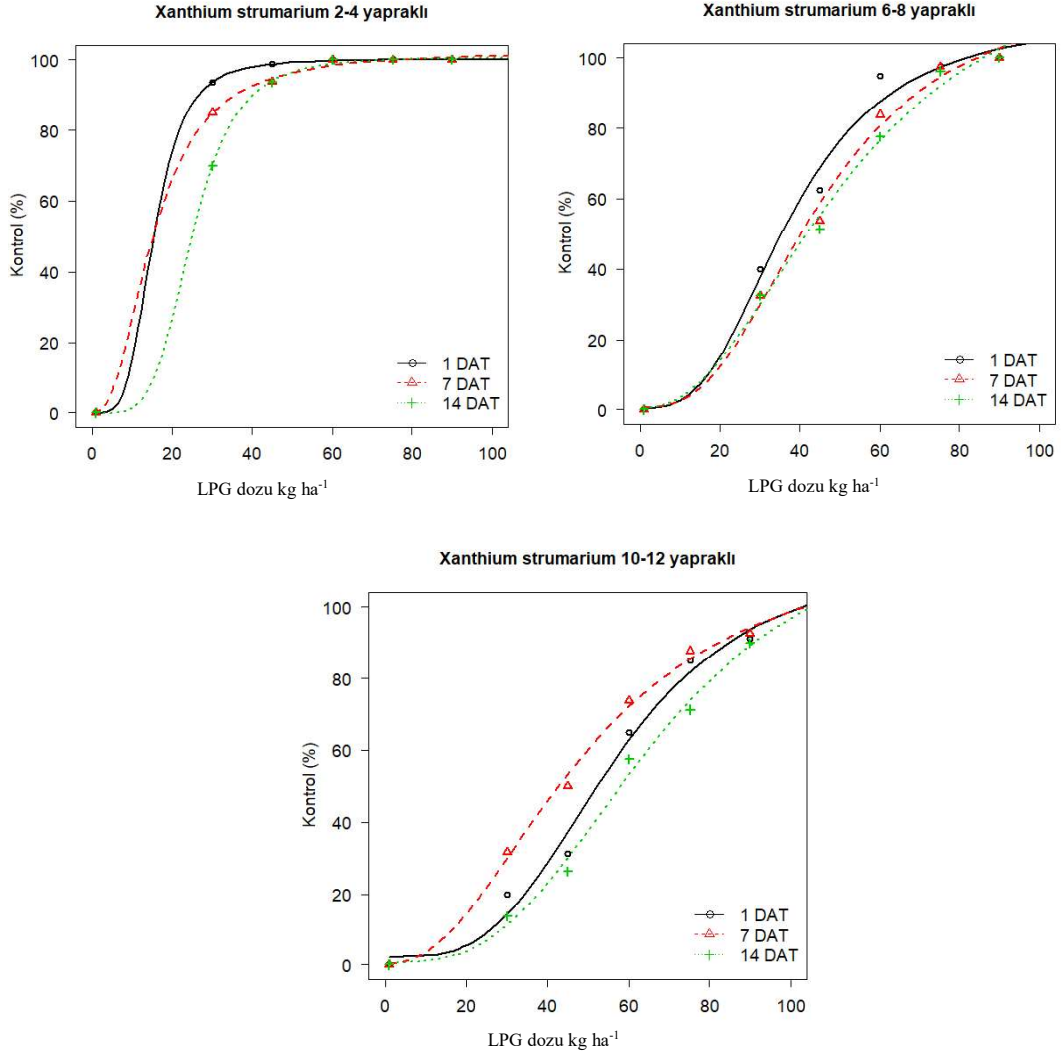 Xanthium strumarium 2-4 yapraklı
Kontrol (%)
100
80
60
40
20
0
1 DAT
7 DAT
14 DAT
0 20 40 60 80 100
LPG dozu kg ha-1
Xanthium strumarium 6-8 yapraklı
Kontrol (%)
100
80
60
40
20
0
1 DAT
7 DAT
14 DAT
0 20 40 60 80 100
LPG dozu kg ha-1
Xanthium strumarium 10-12 yapraklı
Kontrol (%)
100
80
60
40
20
0
1 DAT
7 DAT
14 DAT
0 20 40 60 80 100
LPG dozu kg ha-1